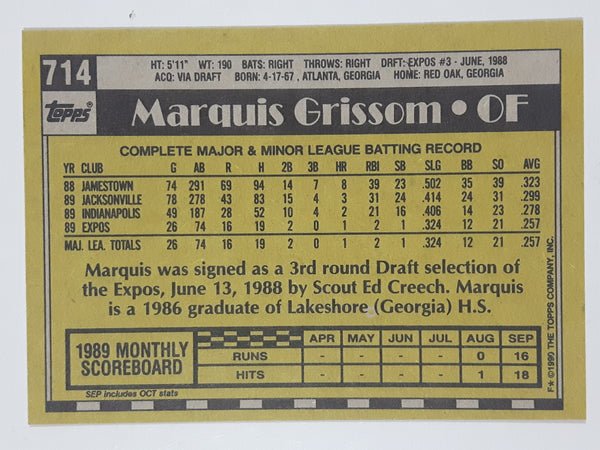 714
HT: 5'11" WT: 190 BATS: RIGHT THROWS: RIGHT DRFT: EXPOS #3 - JUNE, 1988
ACQ: VIA DRAFT BORN: 4-17-67 , ATLANTA, GEORGIA HOME: RED OAK, GEORGIA
Topps®
Marquis Grissom • OF
COMPLETE MAJOR & MINOR LEAGUE BATTING RECORD
YR CLUB G AB R H 2B 3B HR RBI SB SLG BB SO AVG
88 JAMESTOWN 74 291 69 94 14 7 8 39 23 .502 35 39 .323
89 JACKSONVILLE 78 278 43 83 15 4 3 31 24 .414 24 31 .299
89 INDIANAPOLIS 49 187 28 52 10 4 2 21 16 .406 14 23 .278
89 EXPOS 26 74 16 19 2 0 1 2 1 .324 12 21 .257
MAJ. LEA. TOTALS 26 74 16 19 2 0 1 2 1 .324 12 21 .257
Marquis was signed as a 3rd round Draft selection of
the Expos, June 13, 1988 by Scout Ed Creech. Marquis
is a 1986 graduate of Lakeshore (Georgia) H.S.
1989 MONTHLY
SCOREBOARD
APR MAY JUN JUL AUG SEP
RUNS - - - - 0 16
HITS - - - - 1 18
SEP includes OCT stats
F★ ©1990 THE TOPPS COMPANY, INC.